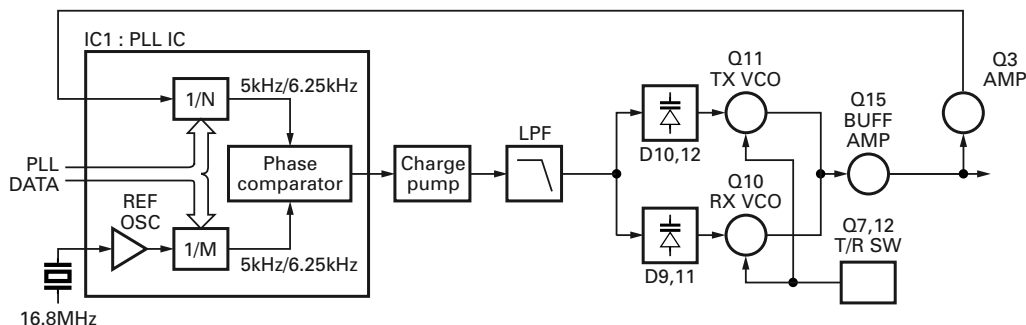 IC1 : PLL IC
5kHz/6.25kHz
1/N
PLL
DATA
Phase
comparator
REF
OSC
1/M
5kHz/6.25kHz
16.8MHz
Charge
pump
LPF
D10,12
D9,11
Q11
TX VCO
Q10
RX VCO
Q15
BUFF
AMP
Q3
AMP
Q7,12
T/R SW